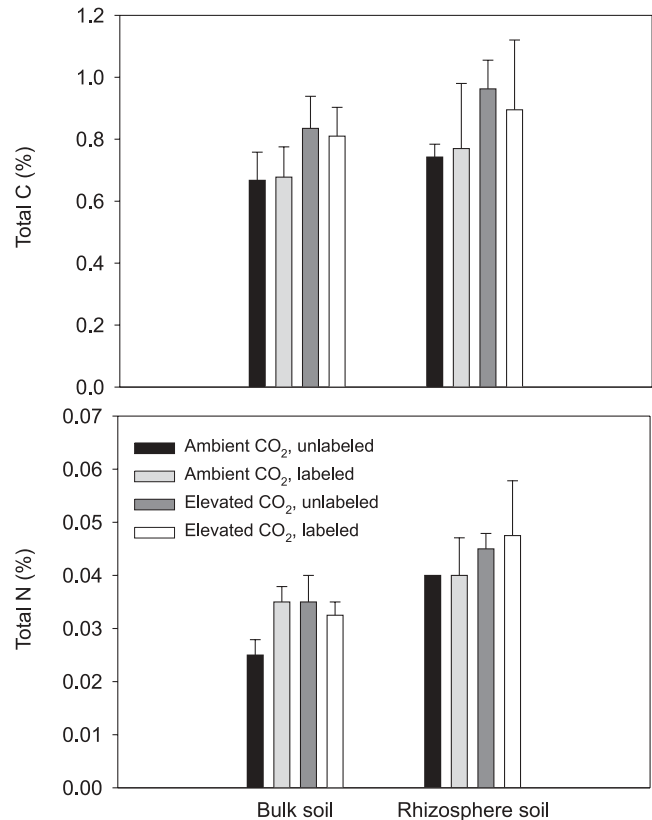 1.2
1.0
0.8
0.6
0.4
0.2
0.0
Total C (%)
0.07
0.06
0.05
0.04
0.03
0.02
0.01
0.00
Total N (%)
Ambient CO₂, unlabeled
Ambient CO₂, labeled
Elevated CO₂, unlabeled
Elevated CO₂, labeled
Bulk soil Rhizosphere soil